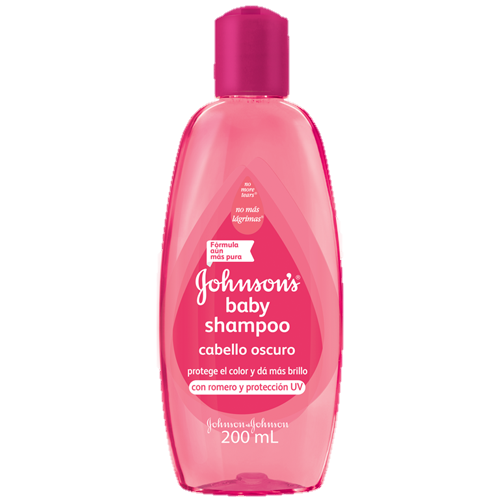 no
more
tears®
no más
lágrimas®
Fórmula
aún
más pura
Johnson's®
baby
shampoo
cabello oscuro
protege el color y dá más brillo
con romero y protección UV
Johnson & Johnson
200 mL